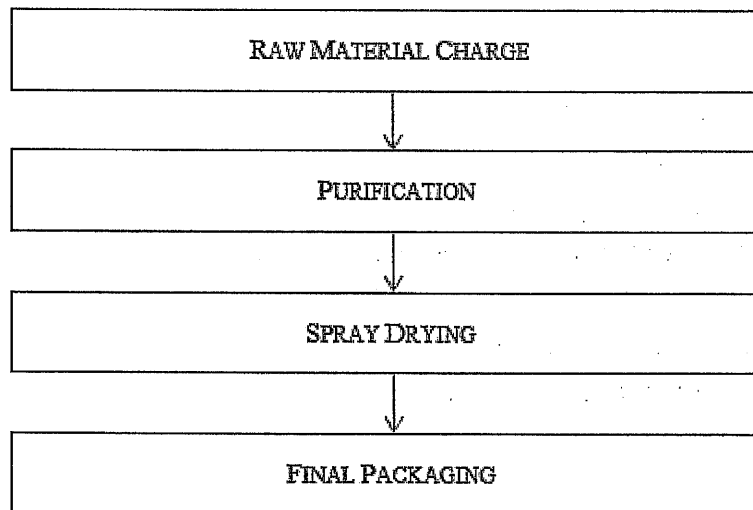 RAW MATERIAL CHARGE
PURIFICATION
SPRAY DRYING
FINAL PACKAGING